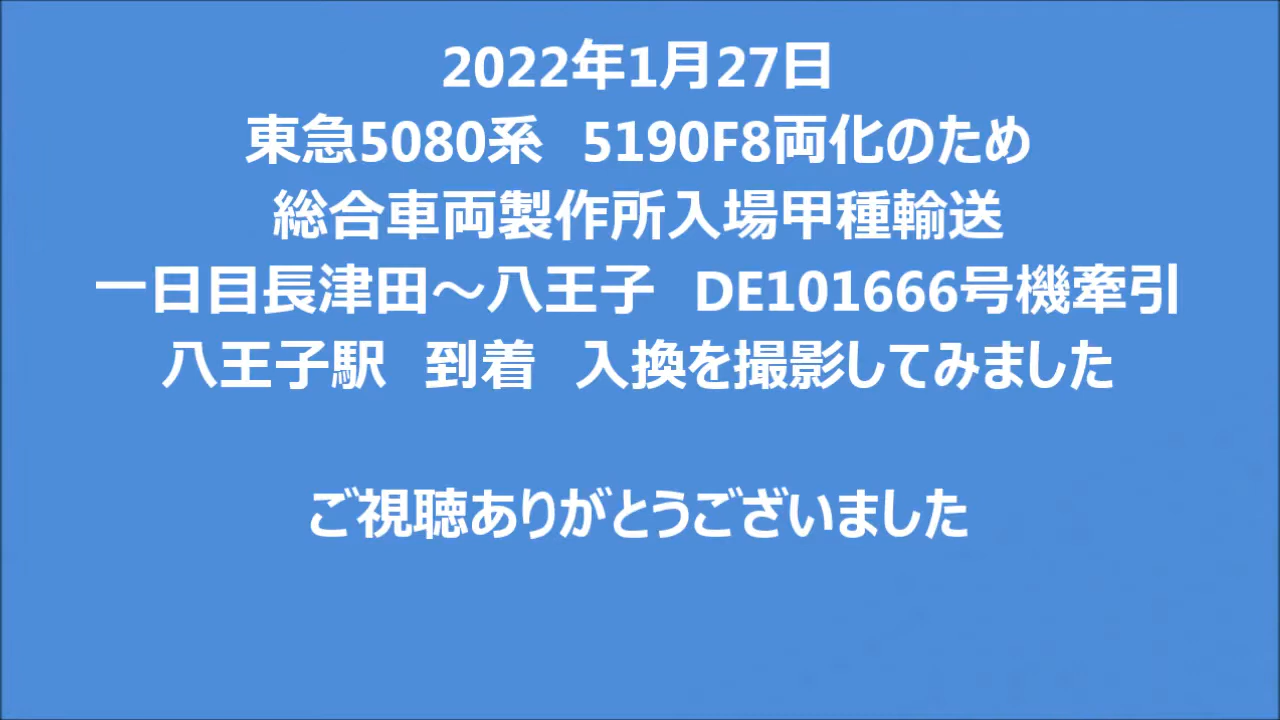 2022年1月27日
東急5080系　5190F8両化のため
総合車両製作所入場甲種輸送
一日目長津田～八王子　DE101666号機牽引
八王子駅　到着　入換を撮影してみました
ご視聴ありがとうございました